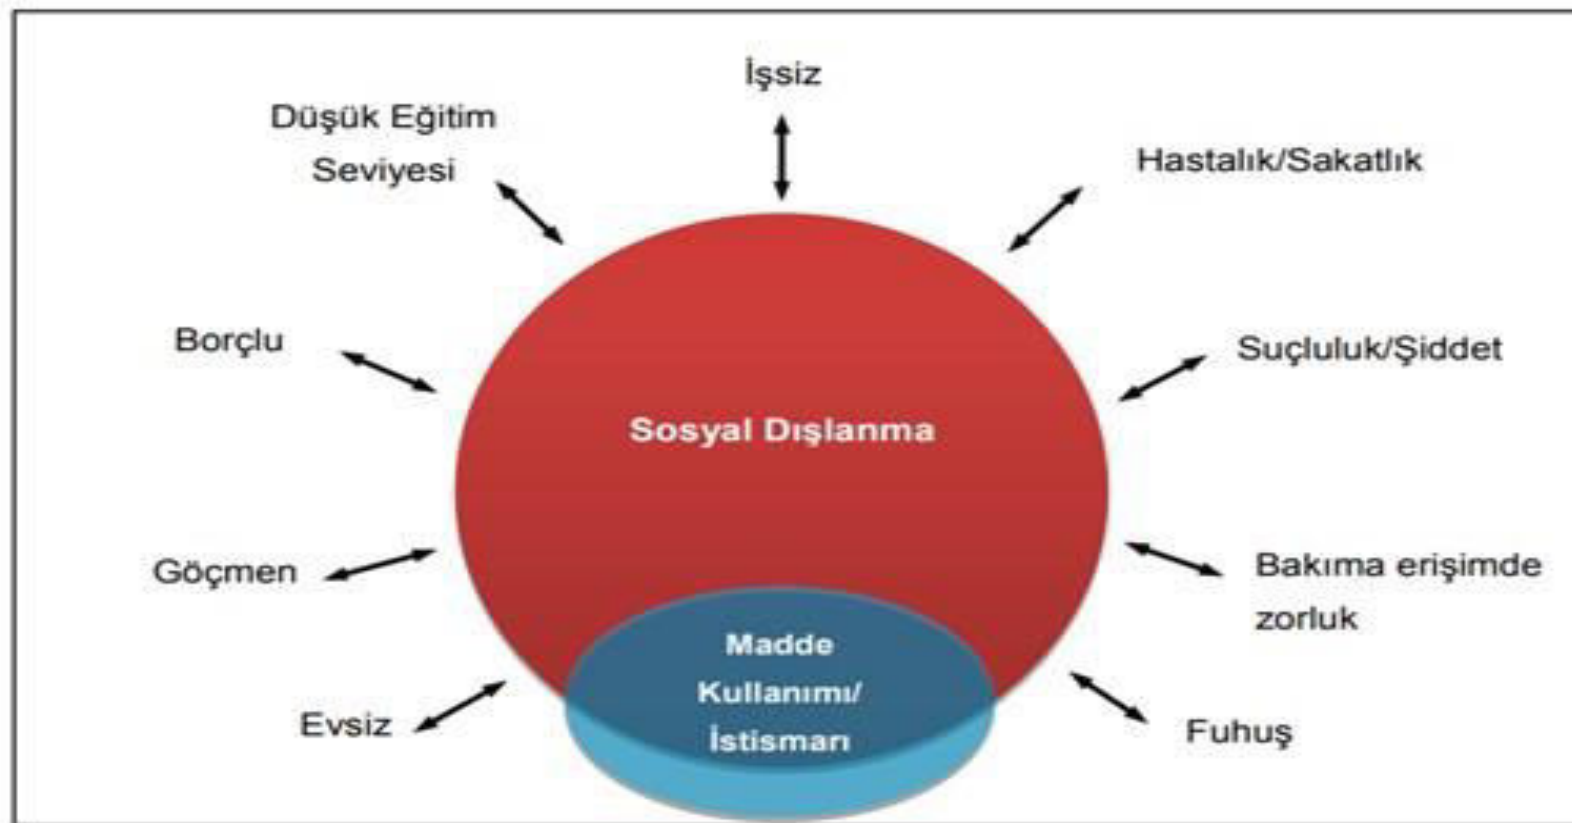 İşsiz
Düşük Eğitim
Seviyesi
Hastalık/Sakatlık
Borçlu
Suçluluk/Şiddet
Sosyal Dışlanma
Göçmen
Bakıma erişimde
zorluk
Madde
Kullanımı/
İstismarı
Evsiz
Fuhuş